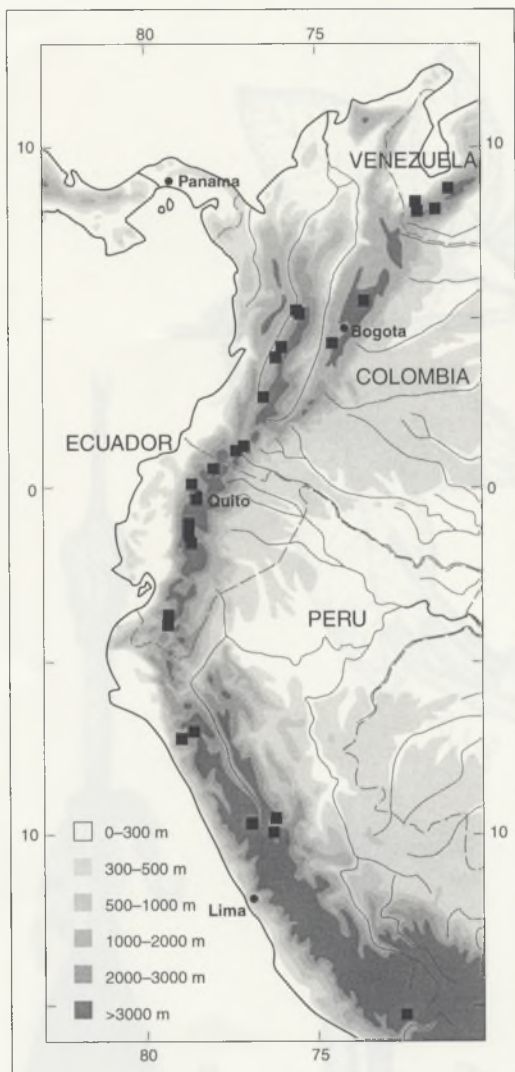 80
75
10
10
VENEZUELA
Panama
Bogota
COLOMBIA
ECUADOR
0
0
Quito
PERU
10
10
0–300 m
300–500 m
500–1000 m
1000–2000 m
2000–3000 m
>3000 m
Lima
80
75